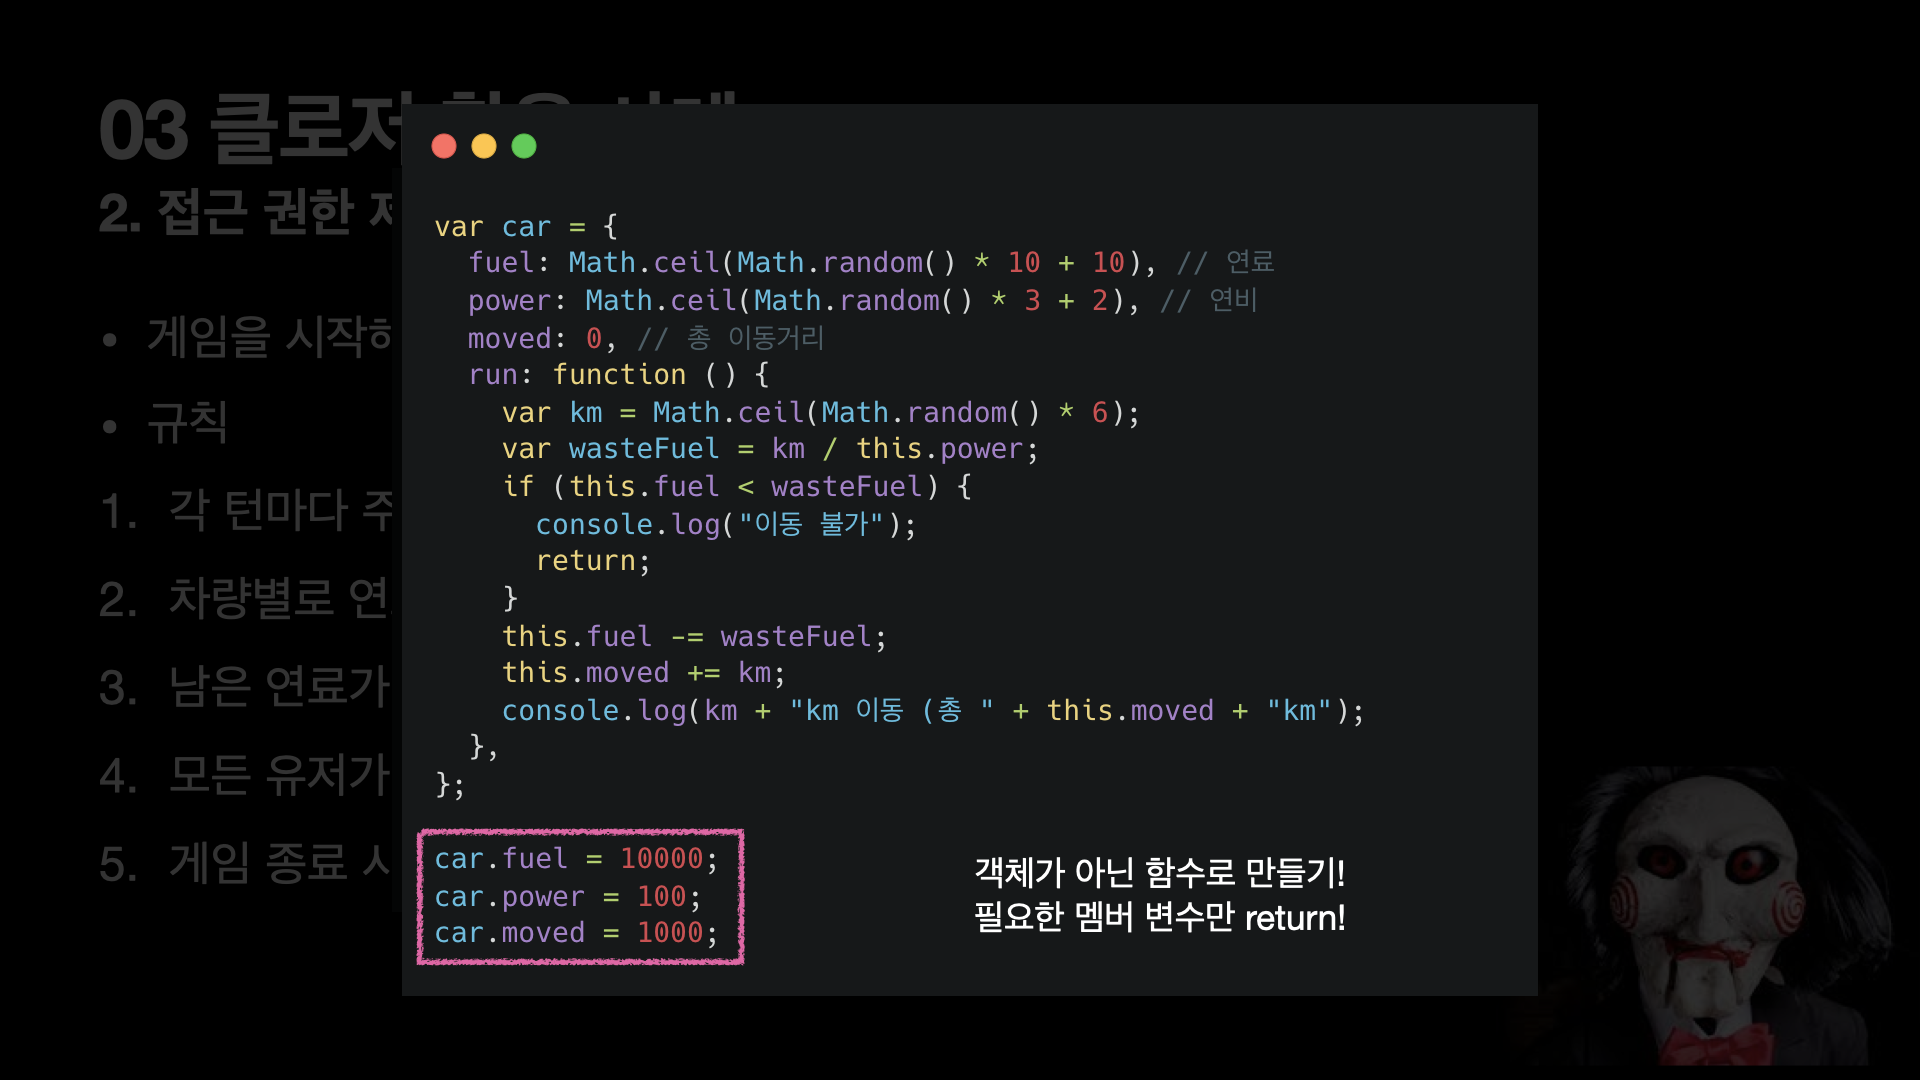 03 클로저
2. 접근 권한
• 게임을 시작하
• 규칙
1. 각 턴마다 주
2. 차량별로
3. 남은 연료가
4. 모든 유저가
5. 게임 종료 시
var car = {
  fuel: Math.ceil(Math.random() * 10 + 10), // 연료
  power: Math.ceil(Math.random() * 3 + 2), // 연비
  moved: 0, // 총 이동거리
  run: function () {
    var km = Math.ceil(Math.random() * 6);
    var wasteFuel = km / this.power;
    if (this.fuel < wasteFuel) {
      console.log("이동 불가");
      return;
    }
    this.fuel -= wasteFuel;
    this.moved += km;
    console.log(km + "km 이동 (총 " + this.moved + "km");
  },
};
car.fuel = 10000;
car.power = 100;
car.moved = 1000;
객체가 아닌 함수로 만들기!
필요한 멤버 변수만 return!